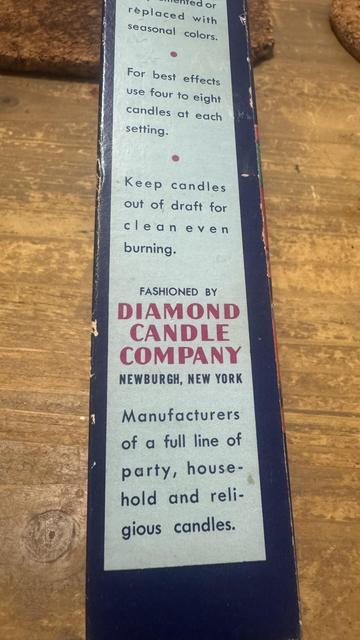 replaced with
seasonal colors.
For best effects
use four to eight
candles at each
setting.
Keep candles
out of draft for
clean even
burning.
FASHIONED BY
DIAMOND
CANDLE
COMPANY
NEWBURGH, NEW YORK
Manufacturers
of a full line of
party, house-
hold and reli-
gious candles.